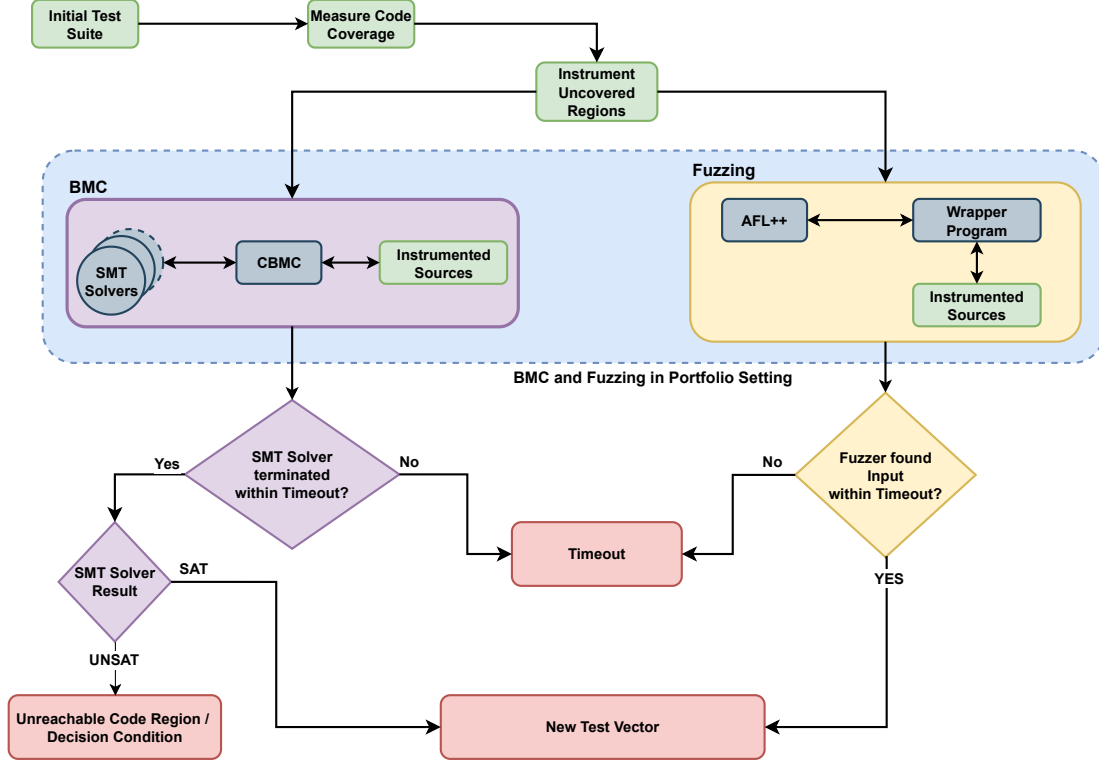 Initial Test
Suite
Measure Code
Coverage
Instrument
Uncovered
Regions
BMC
SMT
Solvers
CBMC
Instrumented
Sources
Fuzzing
AFL++
Wrapper
Program
Instrumented
Sources
BMC and Fuzzing in Portfolio Setting
SMT Solver
terminated
within Timeout?
Yes
No
Fuzzer found
Input
within Timeout?
No
YES
Timeout
SMT Solver
Result
SAT
UNSAT
Unreachable Code Region /
Decision Condition
New Test Vector